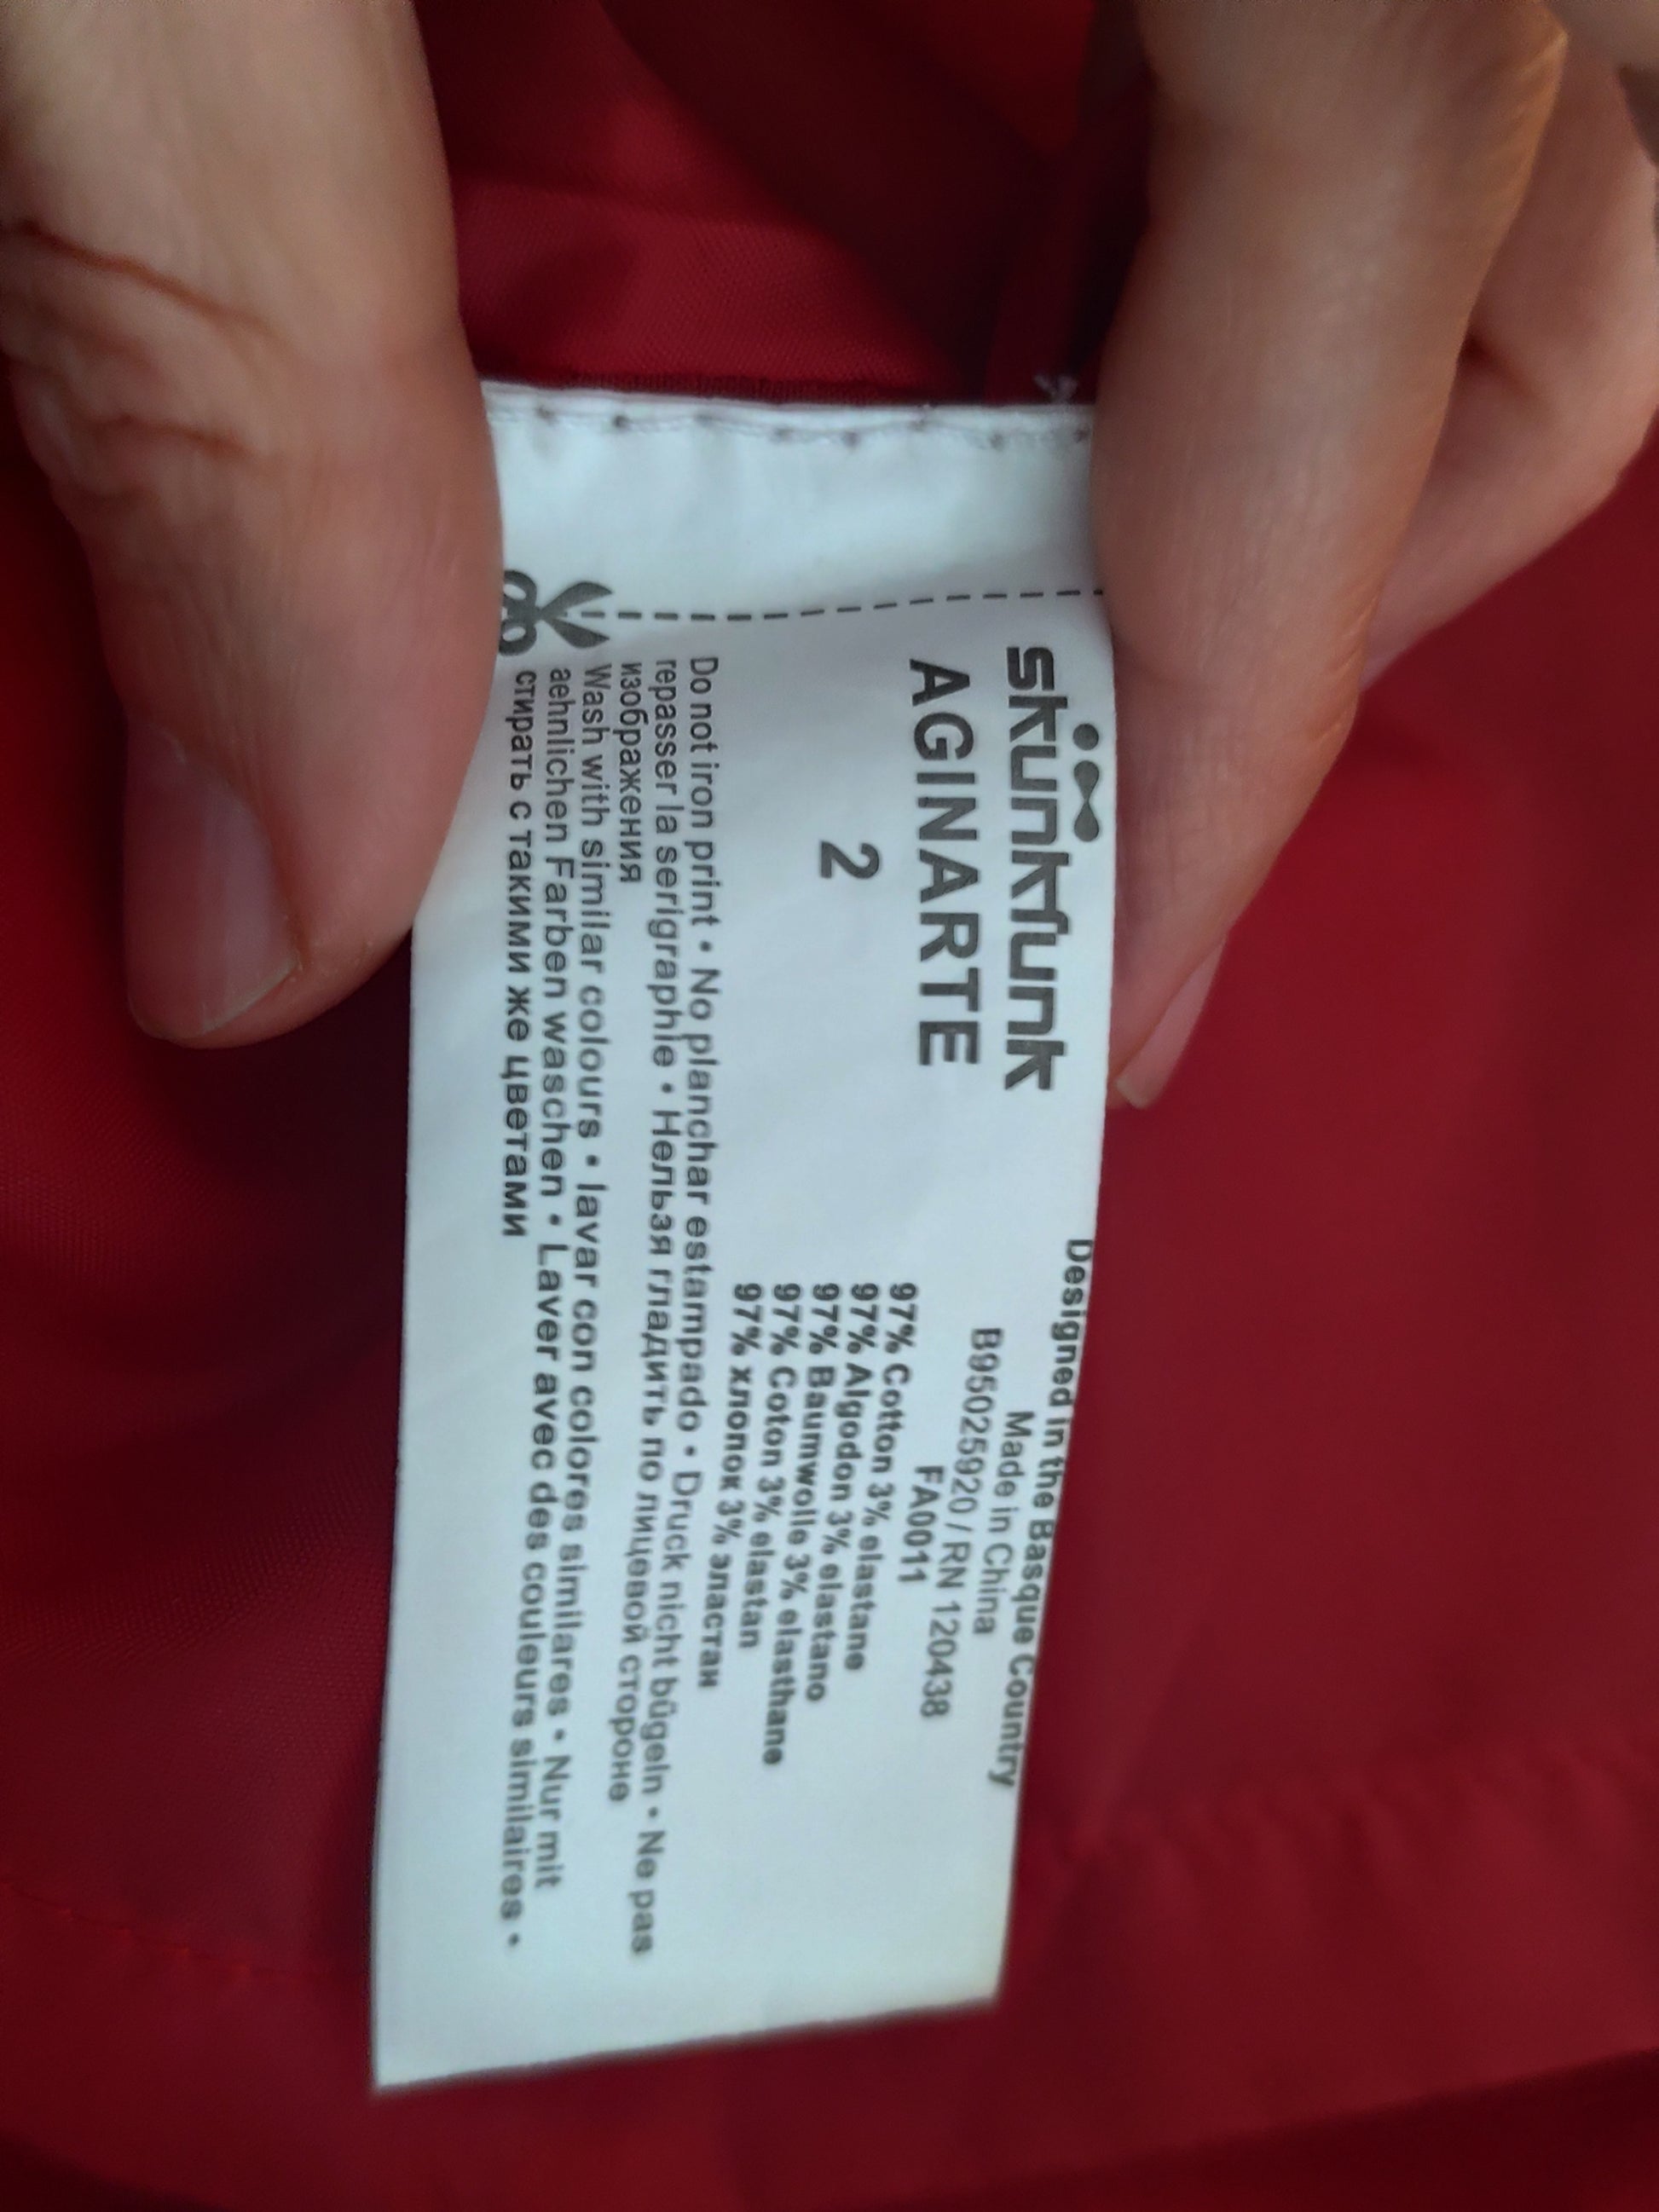 skunkfunk
AGINARTE
2
Designed in the Basque Country
Made in China
B95025920 / RN 120438
FA0011
97% Cotton 3% elastane
97% Algodon 3% elastano
97% Baumwolle 3% elasthane
97% Coton 3% elastan
97% хлопок 3% эластан
Do not iron print • No planchar estampado • Druck nicht bügeln • Ne pas
repasser la serigraphie • Нельзя гладить по лицевой стороне
изображения
Wash with similar colours • lavar con colores similares • Nur mit
aehnlichen Farben waschen • Laver avec des couleurs similaires •
стирать с такими же цветами